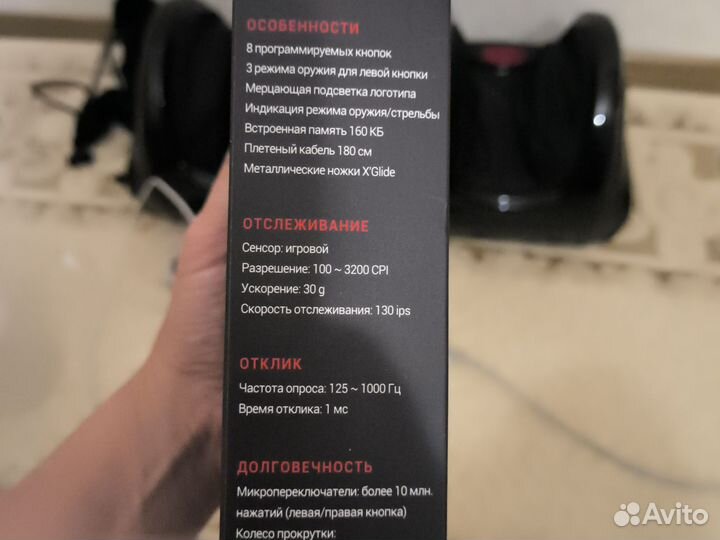 ОСОБЕННОСТИ
8 программируемых кнопок
3 режима оружия для левой кнопки
Мерцающая подсветка логотипа
Индикация режима оружия/стрельбы
Встроенная память 160 КБ
Плетеный кабель 180 см
Металлические ножки X'Glide
ОТСЛЕЖИВАНИЕ
Сенсор: игровой
Разрешение: 100 ~ 3200 CPI
Ускорение: 30 g
Скорость отслеживания: 130 ips
ОТКЛИК
Частота опроса: 125 ~ 1000 Гц
Время отклика: 1 мс
ДОЛГОВЕЧНОСТЬ
Микропереключатели: более 10 млн.
нажатий (левая/правая кнопка)
Колесо прокрутки:
Avito